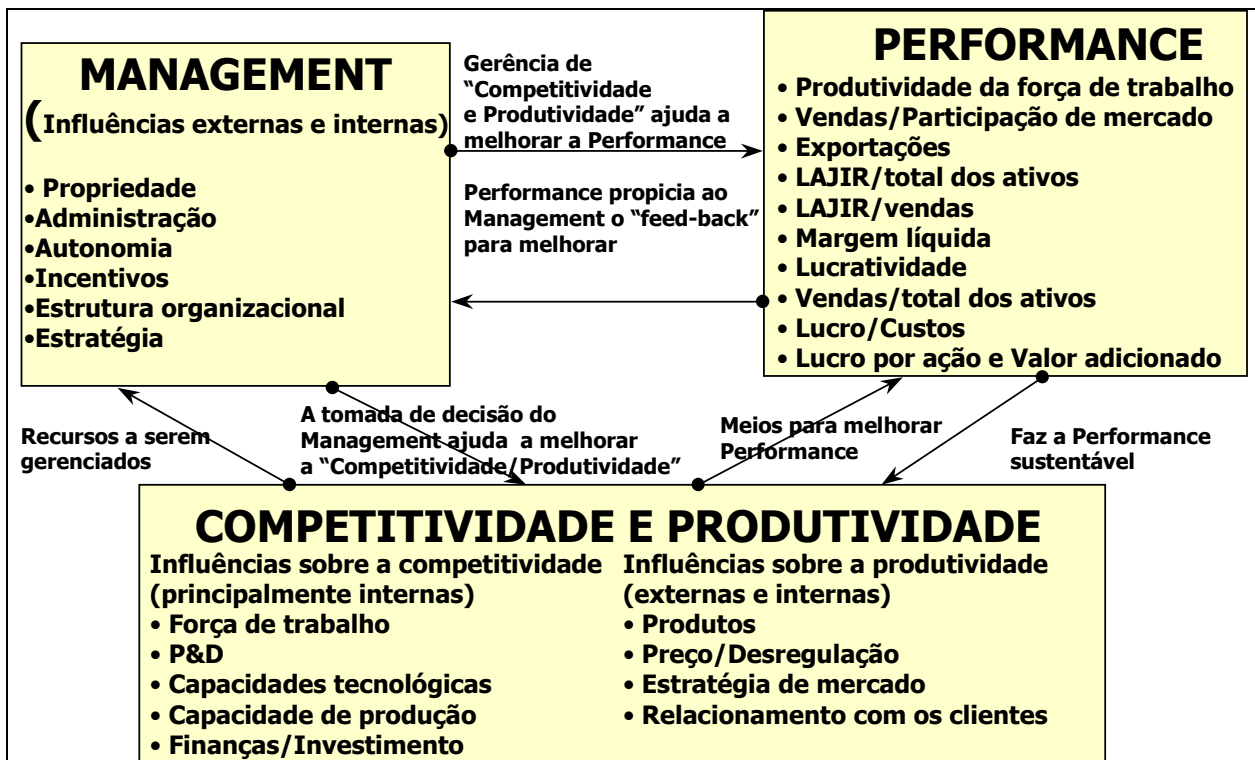 MANAGEMENT
(Influências externas e internas)
• Propriedade
•Administração
•Autonomia
•Incentivos
•Estrutura organizacional
•Estratégia
Gerência de
“Competitividade
e Produtividade” ajuda a
melhorar a Performance
Performance propicia ao
Management o “feed-back”
para melhorar
PERFORMANCE
• Produtividade da força de trabalho
• Vendas/Participação de mercado
• Exportações
• LAJIR/total dos ativos
• LAJIR/vendas
• Margem líquida
• Lucratividade
• Vendas/total dos ativos
• Lucro/Custos
• Lucro por ação e Valor adicionado
Recursos a serem
gerenciados
A tomada de decisão do
Management ajuda a melhorar
a “Competitividade/Produtividade”
Meios para melhorar
Performance
Faz a Performance
sustentável
COMPETITIVIDADE E PRODUTIVIDADE
Influências sobre a competitividade
(principalmente internas)
• Força de trabalho
• P&D
• Capacidades tecnológicas
• Capacidade de produção
• Finanças/Investimento
Influências sobre a produtividade
(externas e internas)
• Produtos
• Preço/Desregulação
• Estratégia de mercado
• Relacionamento com os clientes